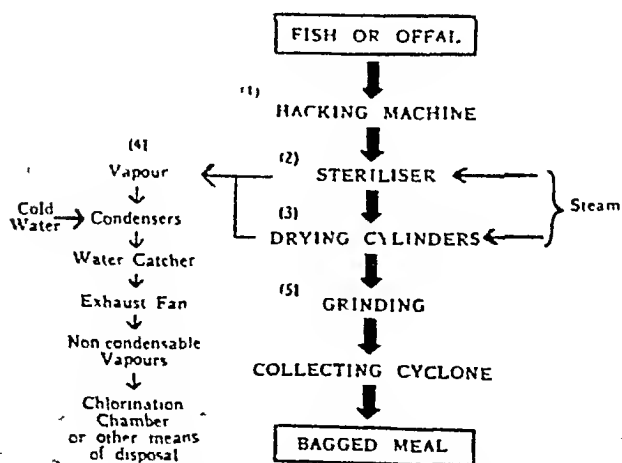 FISH OR OFFAL
(1)
HACKING MACHINE
(4)
Vapour
(2)
STERILISER
Steam
Cold
Water
Condensers
(3)
DRYING CYLINDERS
Water Catcher
(5)
GRINDING
Exhaust Fan
Non condensable
Vapours
COLLECTING CYCLONE
Chlorination
Chamber
or other means
of disposal
BAGGED MEAL